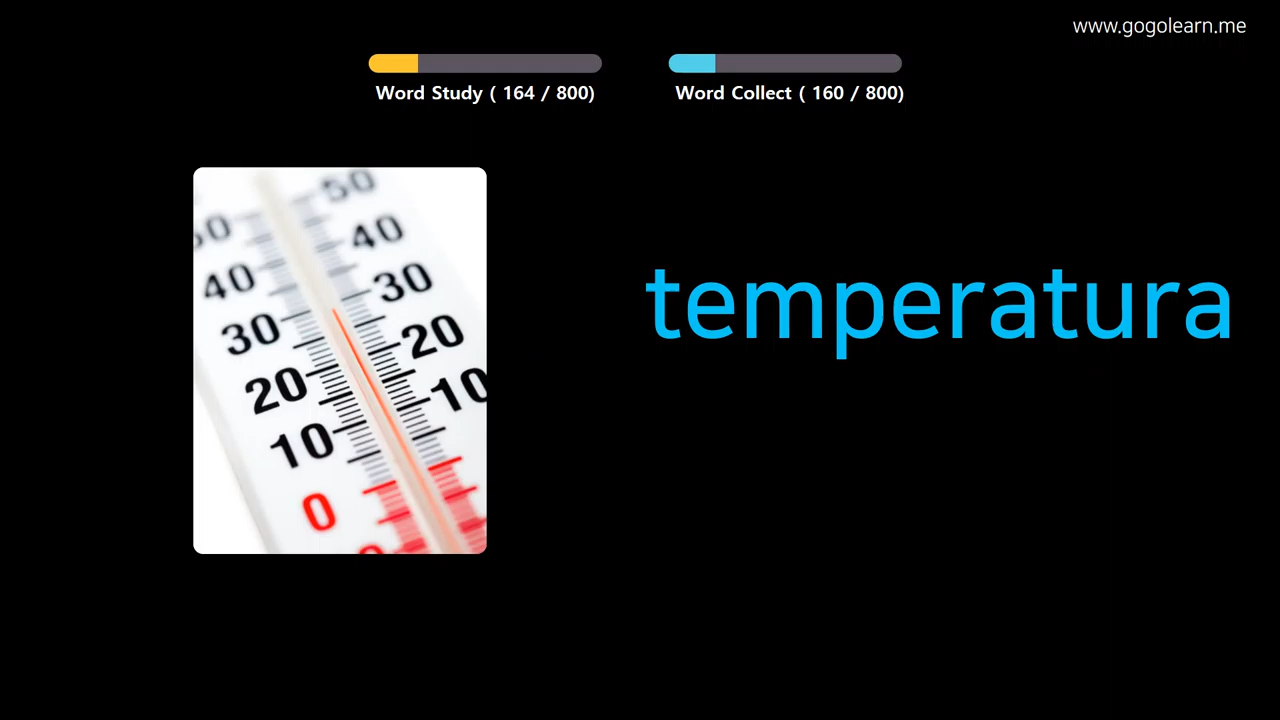 www.gogolearn.me
Word Study ( 164 / 800)
Word Collect ( 160 / 800)
50
40
40
30
30
20
20
10
10
0
temperatura